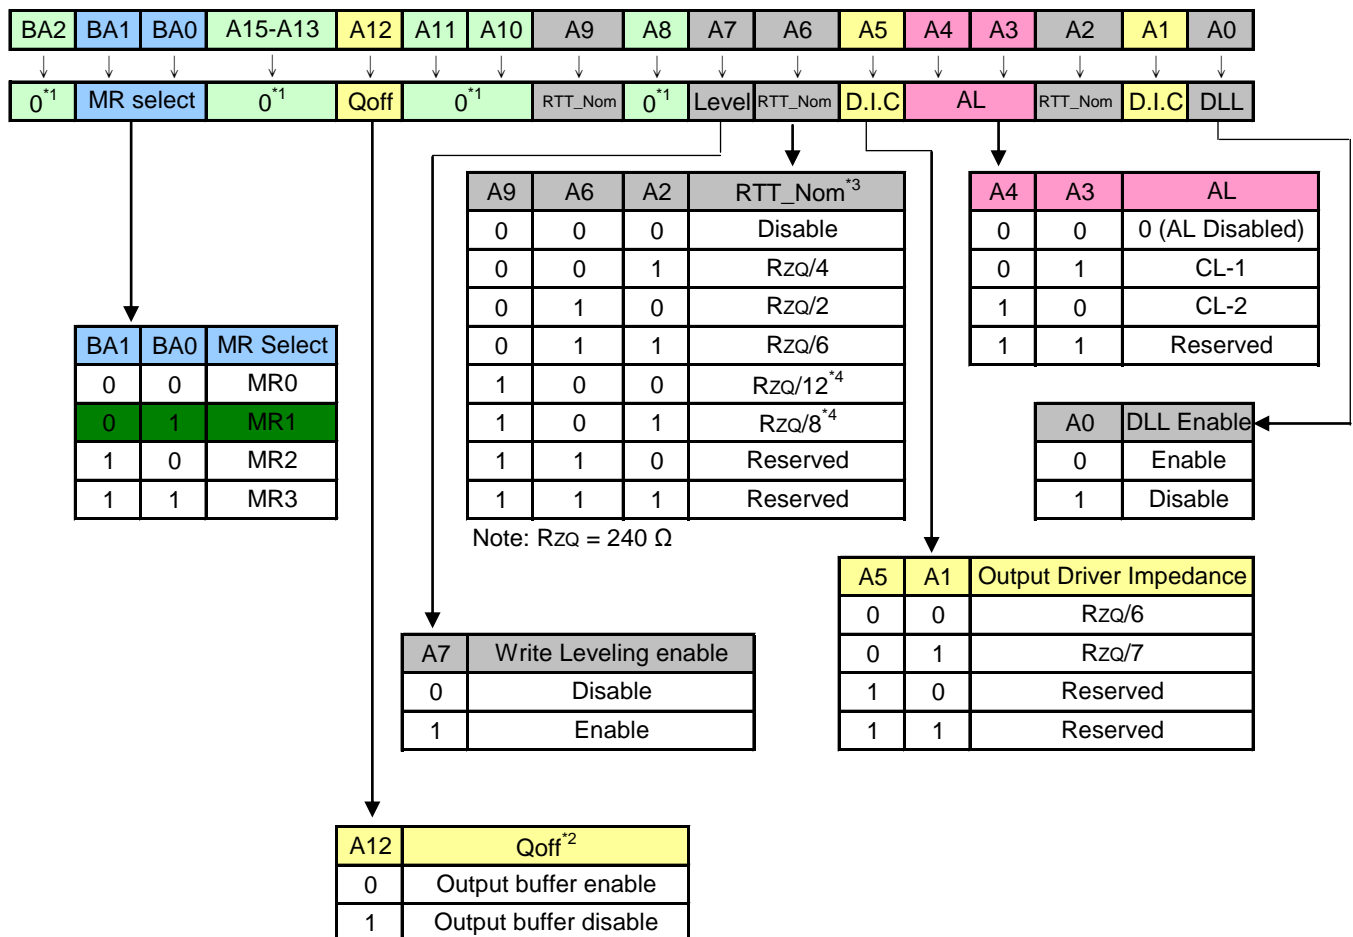 BA2 BA1 BA0 A15-A13 A12 A11 A10 A9 A8 A7 A6 A5 A4 A3 A2 A1 A0
0*1 MR select 0*1 Qoff 0*1 RTT_Nom 0*1 Level RTT_Nom D.I.C AL RTT_Nom D.I.C DLL
A9 A6 A2 RTT_Nom*3
0 0 0 Disable
0 0 1 RZQ/4
0 1 0 RZQ/2
0 1 1 RZQ/6
1 0 0 RZQ/12*4
1 0 1 RZQ/8*4
1 1 0 Reserved
1 1 1 Reserved
Note: RZQ = 240 Ω
A4 A3 AL
0 0 0 (AL Disabled)
0 1 CL-1
1 0 CL-2
1 1 Reserved
BA1 BA0 MR Select
0 0 MR0
0 1 MR1
1 0 MR2
1 1 MR3
A0 DLL Enable
0 Enable
1 Disable
A5 A1 Output Driver Impedance
0 0 RZQ/6
0 1 RZQ/7
1 0 Reserved
1 1 Reserved
A7 Write Leveling enable
0 Disable
1 Enable
A12 Qoff*2
0 Output buffer enable
1 Output buffer disable